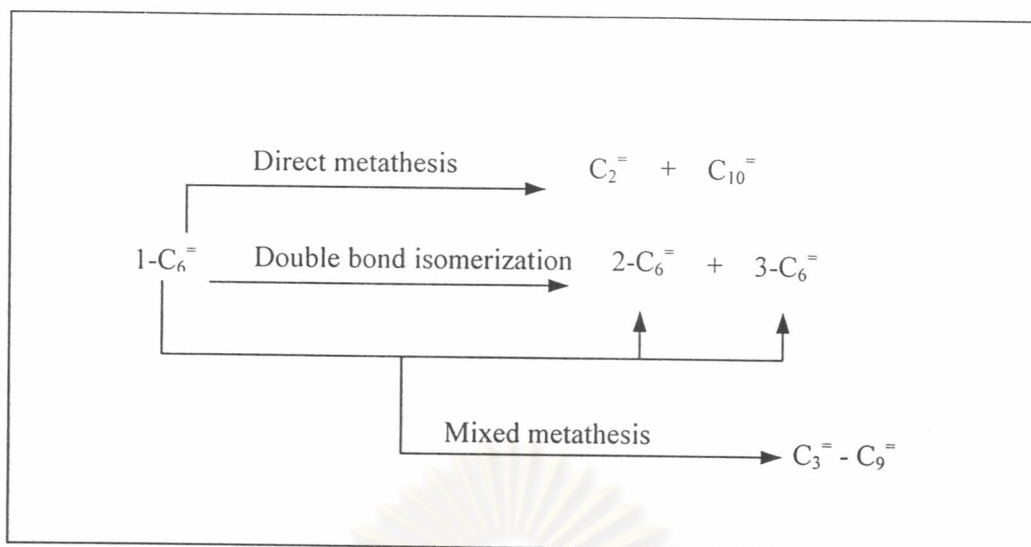 Direct metathesis C₂⁼ + C₁₀⁼
1-C₆⁼ Double bond isomerization 2-C₆⁼ + 3-C₆⁼
Mixed metathesis C₃⁼ - C₉⁼